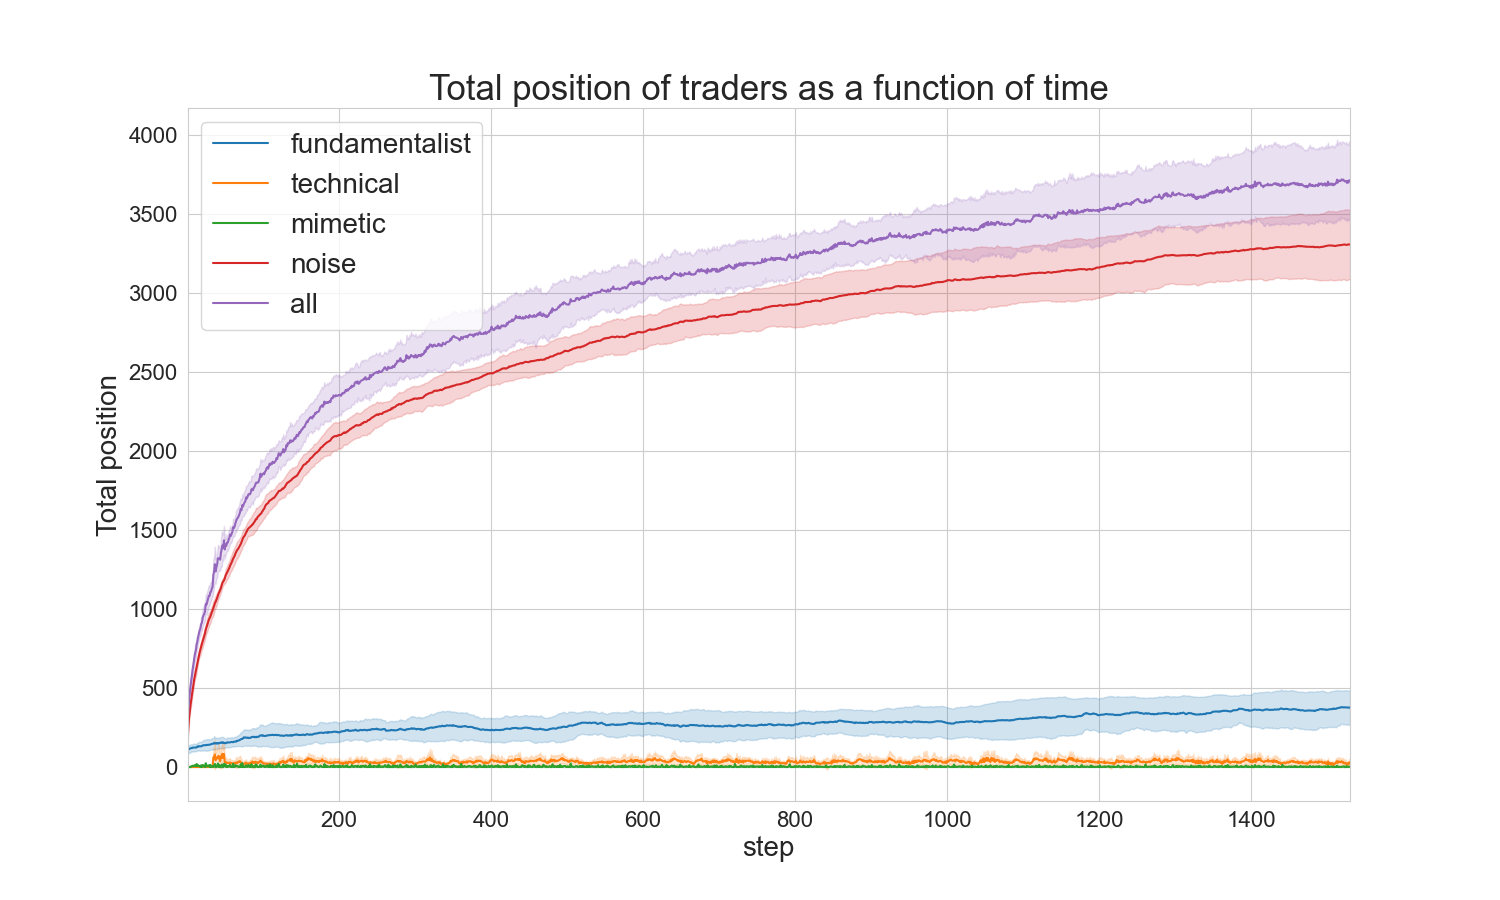 Total position of traders as a function of time
fundamentalist
technical
mimetic
noise
all
Total position
4000
3500
3000
2500
2000
1500
1000
500
0
200
400
600
800
1000
1200
1400
step